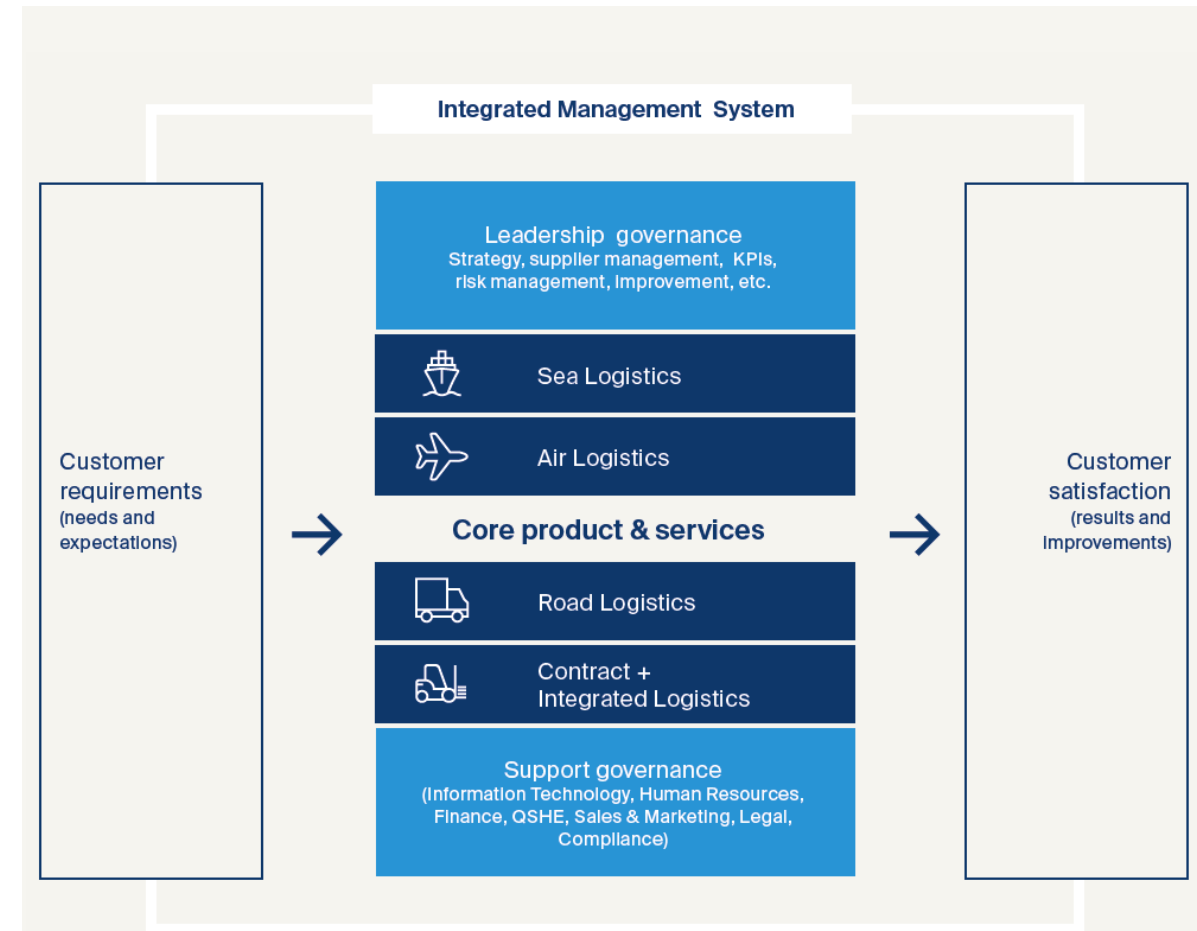 Integrated Management System
Customer
requirements
(needs and
expectations)
Leadership governance
Strategy, supplier management, KPIs,
risk management, improvement, etc.
Sea Logistics
Air Logistics
Core product & services
Road Logistics
Contract +
Integrated Logistics
Support governance
(Information Technology, Human Resources,
Finance, QSHE, Sales & Marketing, Legal,
Compliance)
Customer
satisfaction
(results and
improvements)